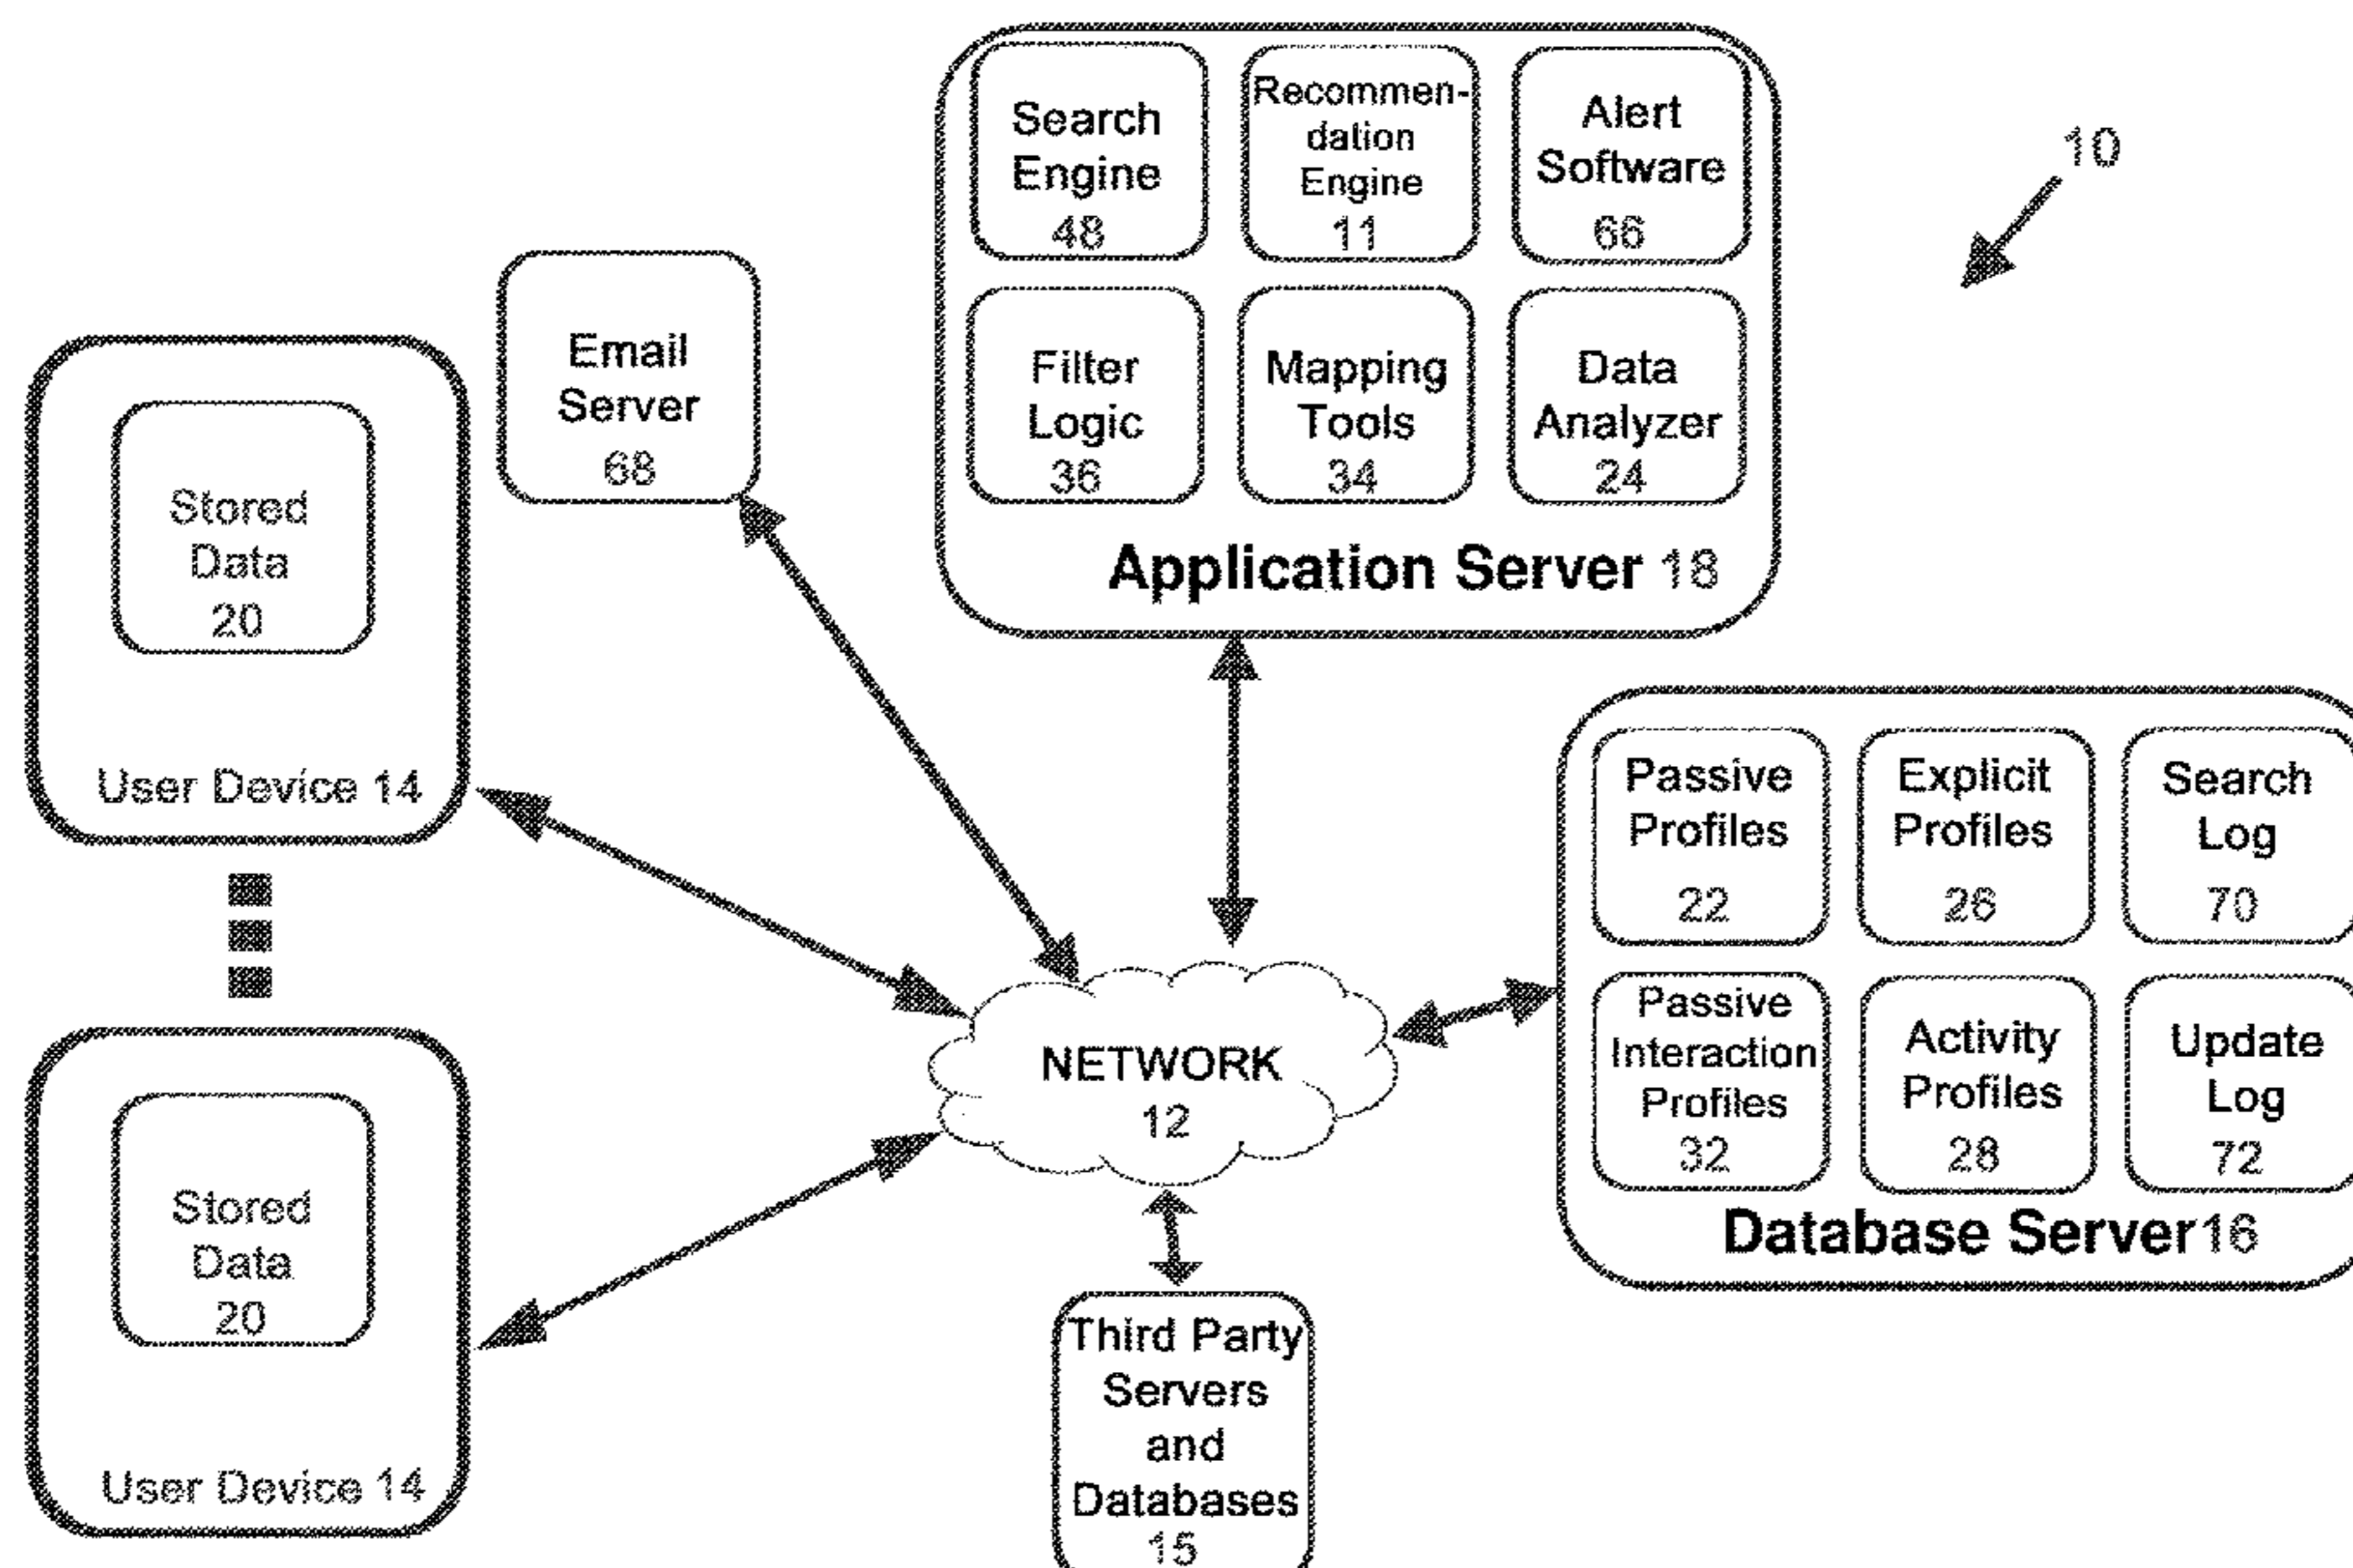 Search
Engine
48
Recommen-
dation
Engine
11
Alert
Software
66
10
Filter
Logic
36
Mapping
Tools
34
Data
Analyzer
24
Application Server 18
Email
Server
68
Stored
Data
20
User Device 14
Passive
Profiles
22
Explicit
Profiles
26
Search
Log
70
Passive
Interaction
Profiles
32
Activity
Profiles
28
Update
Log
72
Database Server 16
NETWORK
12
Stored
Data
20
User Device 14
Third Party
Servers
and
Databases
15